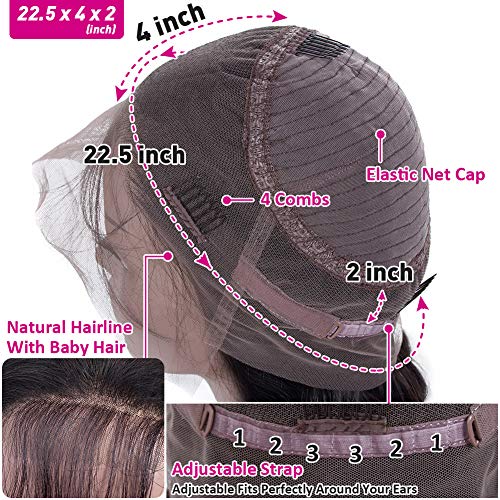 22.5 x 4 x 2
(inch)
4 inch
22.5 inch
Elastic Net Cap
4 Combs
2 inch
Natural Hairline
With Baby Hair
1 2 3 3 2 1
Adjustable Strap
Adjustable Fits Perfectly Around Your Ears